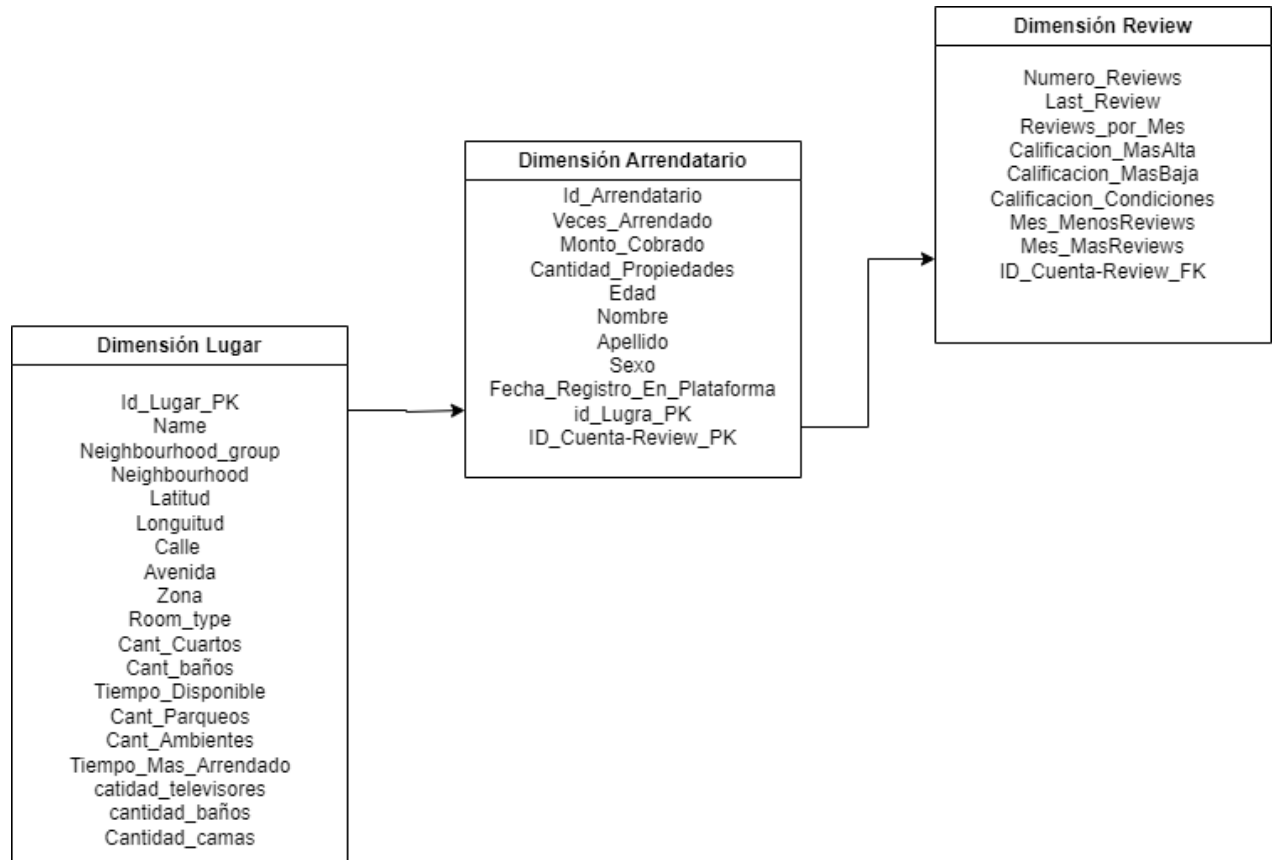 Dimensión Review
Numero_Reviews
Last_Review
Reviews_por_Mes
Calificacion_MasAlta
Calificacion_MasBaja
Calificacion_Condiciones
Mes_MenosReviews
Mes_MasReviews
ID_Cuenta-Review_FK
Dimensión Arrendatario
Id_Arrendatario
Veces_Arrendado
Monto_Cobrado
Cantidad_Propiedades
Edad
Nombre
Apellido
Sexo
Fecha_Registro_En_Plataforma
id_Lugra_PK
ID_Cuenta-Review_PK
Dimensión Lugar
Id_Lugar_PK
Name
Neighbourhood_group
Neighbourhood
Latitud
Longuitud
Calle
Avenida
Zona
Room_type
Cant_Cuartos
Cant_baños
Tiempo_Disponible
Cant_Parqueos
Cant_Ambientes
Tiempo_Mas_Arrendado
catidad_televisores
cantidad_baños
Cantidad_camas